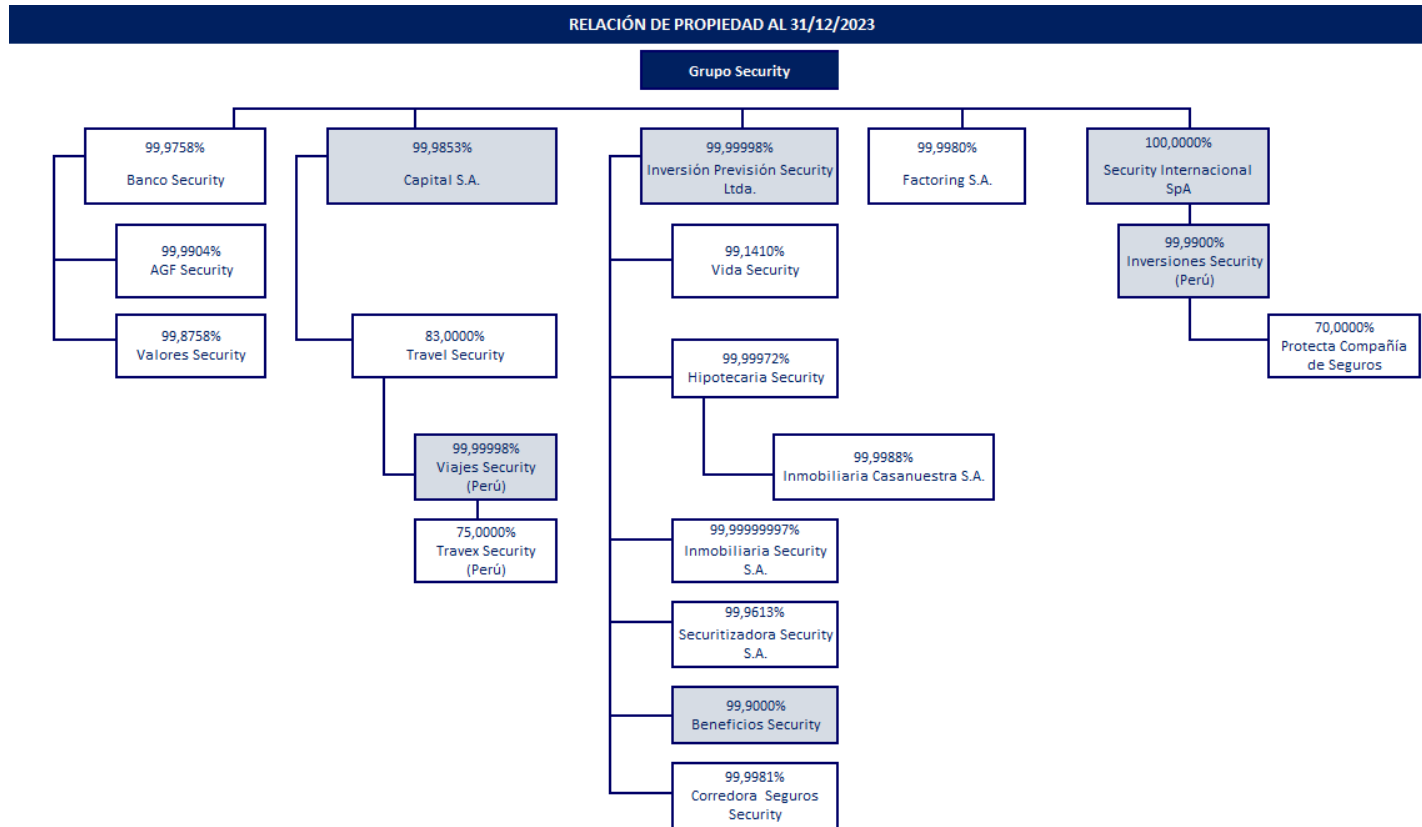 RELACIÓN DE PROPIEDAD AL 31/12/2023
Grupo Security
99,9758%
Banco Security
99,9904%
AGF Security
99,8758%
Valores Security
99,9853%
Capital S.A.
83,0000%
Travel Security
99,99998%
Viajes Security
(Perú)
75,0000%
Travex Security
(Perú)
99,99998%
Inversión Previsión Security
Ltda.
99,1410%
Vida Security
99,99972%
Hipotecaria Security
99,9988%
Inmobiliaria Casanuestra S.A.
99,99999997%
Inmobiliaria Security
S.A.
99,9613%
Securitizadora Security
S.A.
99,9000%
Beneficios Security
99,9981%
Corredora Seguros
Security
99,9980%
Factoring S.A.
100,0000%
Security Internacional
SpA
99,9900%
Inversiones Security
(Perú)
70,0000%
Protecta Compañía
de Seguros